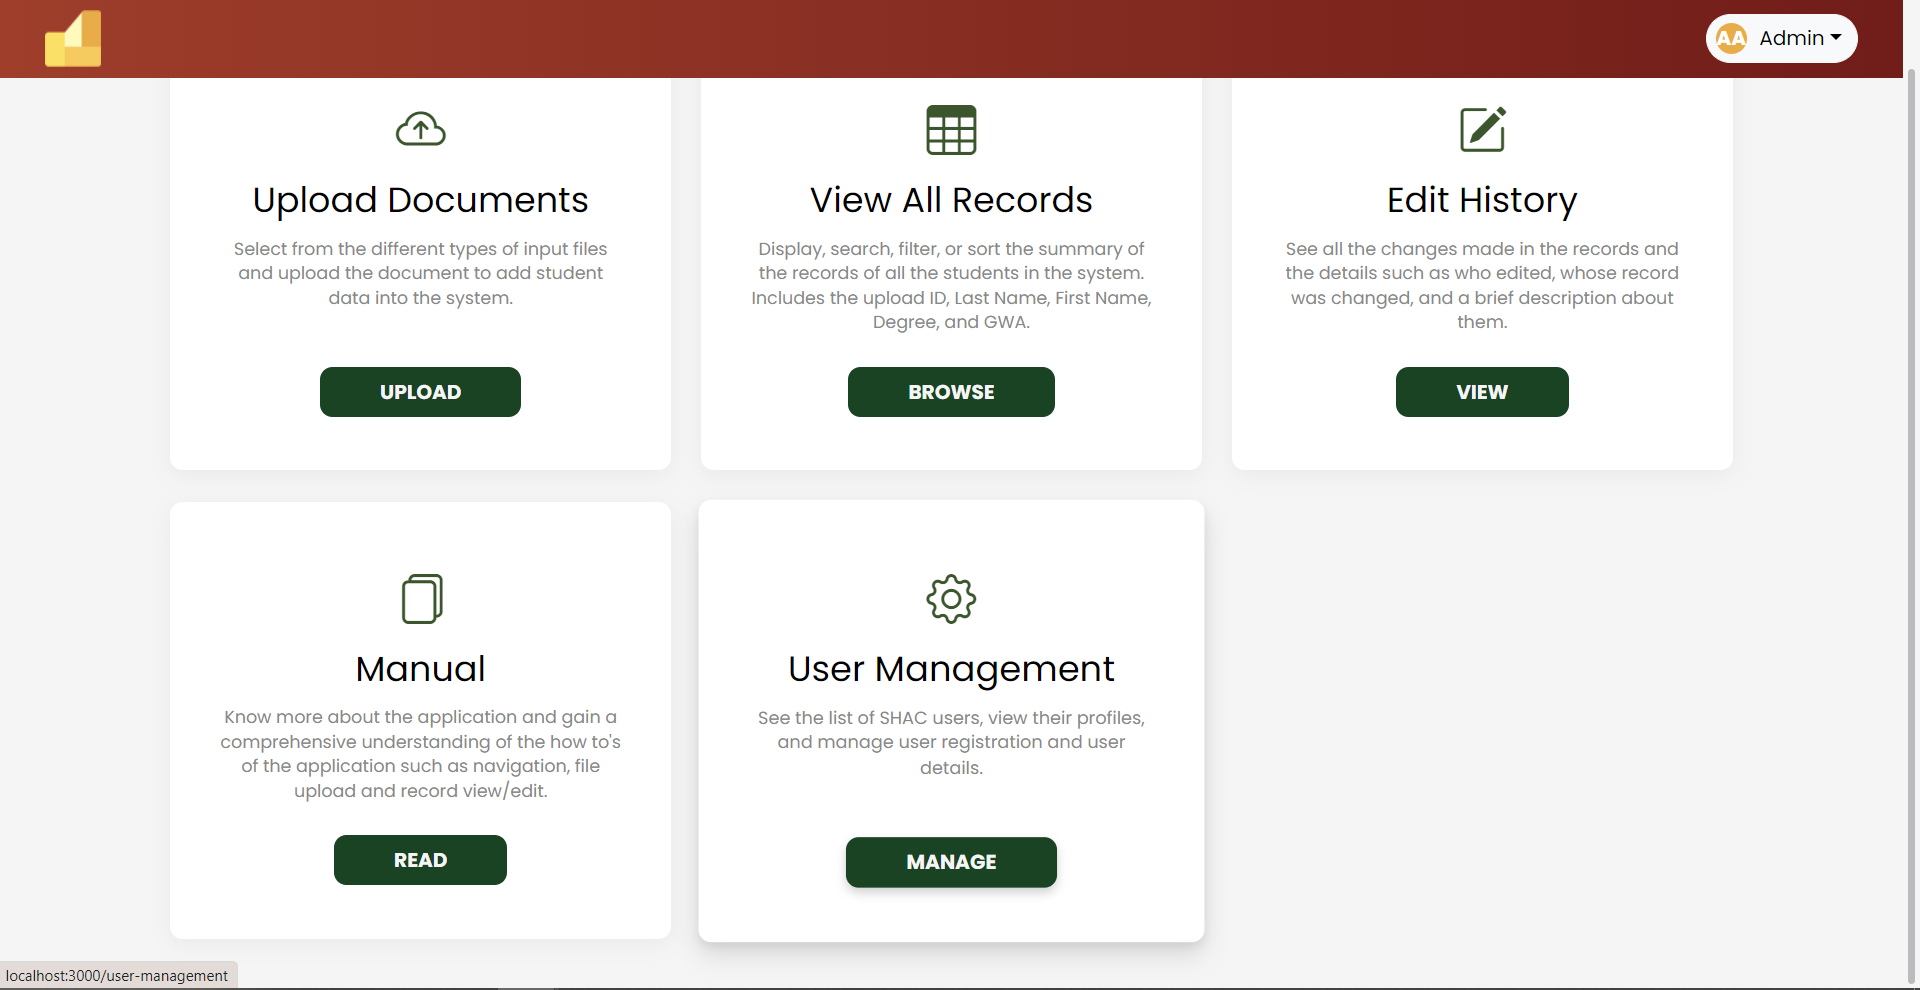 AA Admin
Upload Documents
Select from the different types of input files
and upload the document to add student
data into the system.
UPLOAD
View All Records
Display, search, filter, or sort the summary of
the records of all the students in the system.
Includes the upload ID, Last Name, First Name,
Degree, and GWA.
BROWSE
Edit History
See all the changes made in the records and
the details such as who edited, whose record
was changed, and a brief description about
them.
VIEW
Manual
Know more about the application and gain a
comprehensive understanding of the how to's
of the application such as navigation, file
upload and record view/edit.
READ
User Management
See the list of SHAC users, view their profiles,
and manage user registration and user
details.
MANAGE
localhost:3000/user-management